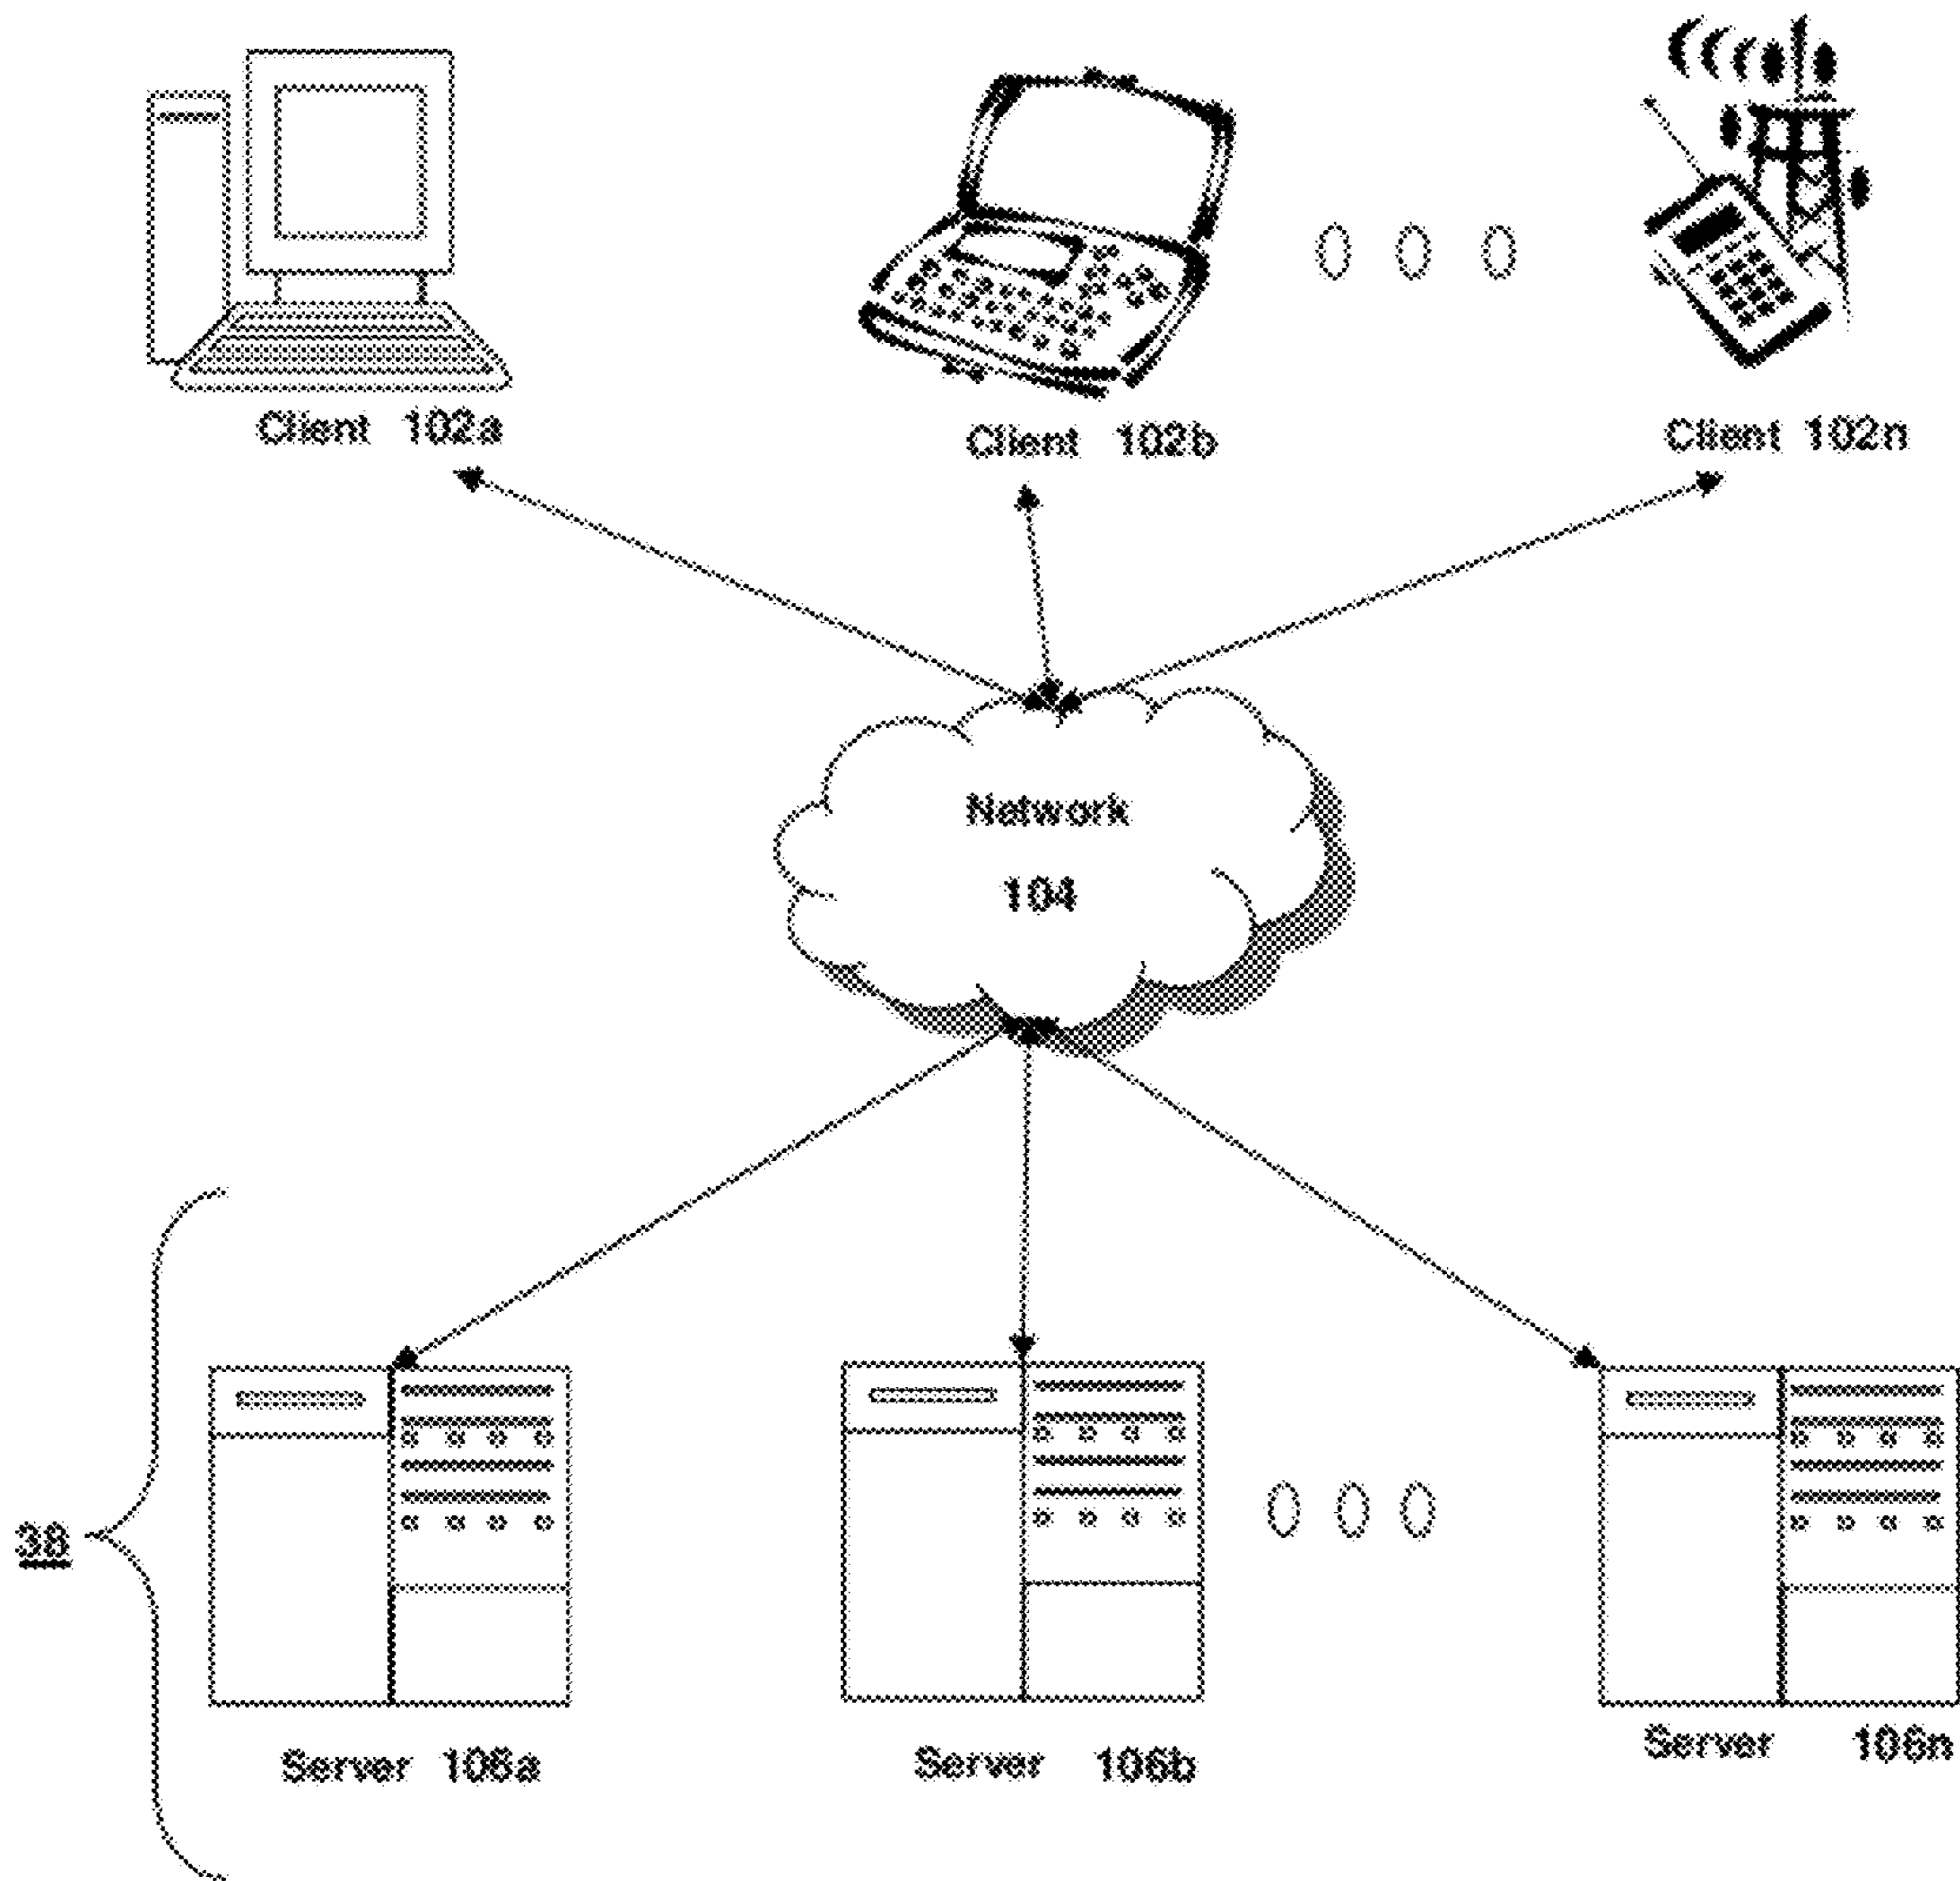 Client 102a
Client 102b
Client 102n
Network
104
38
Server 106a
Server 106b
Server 106n